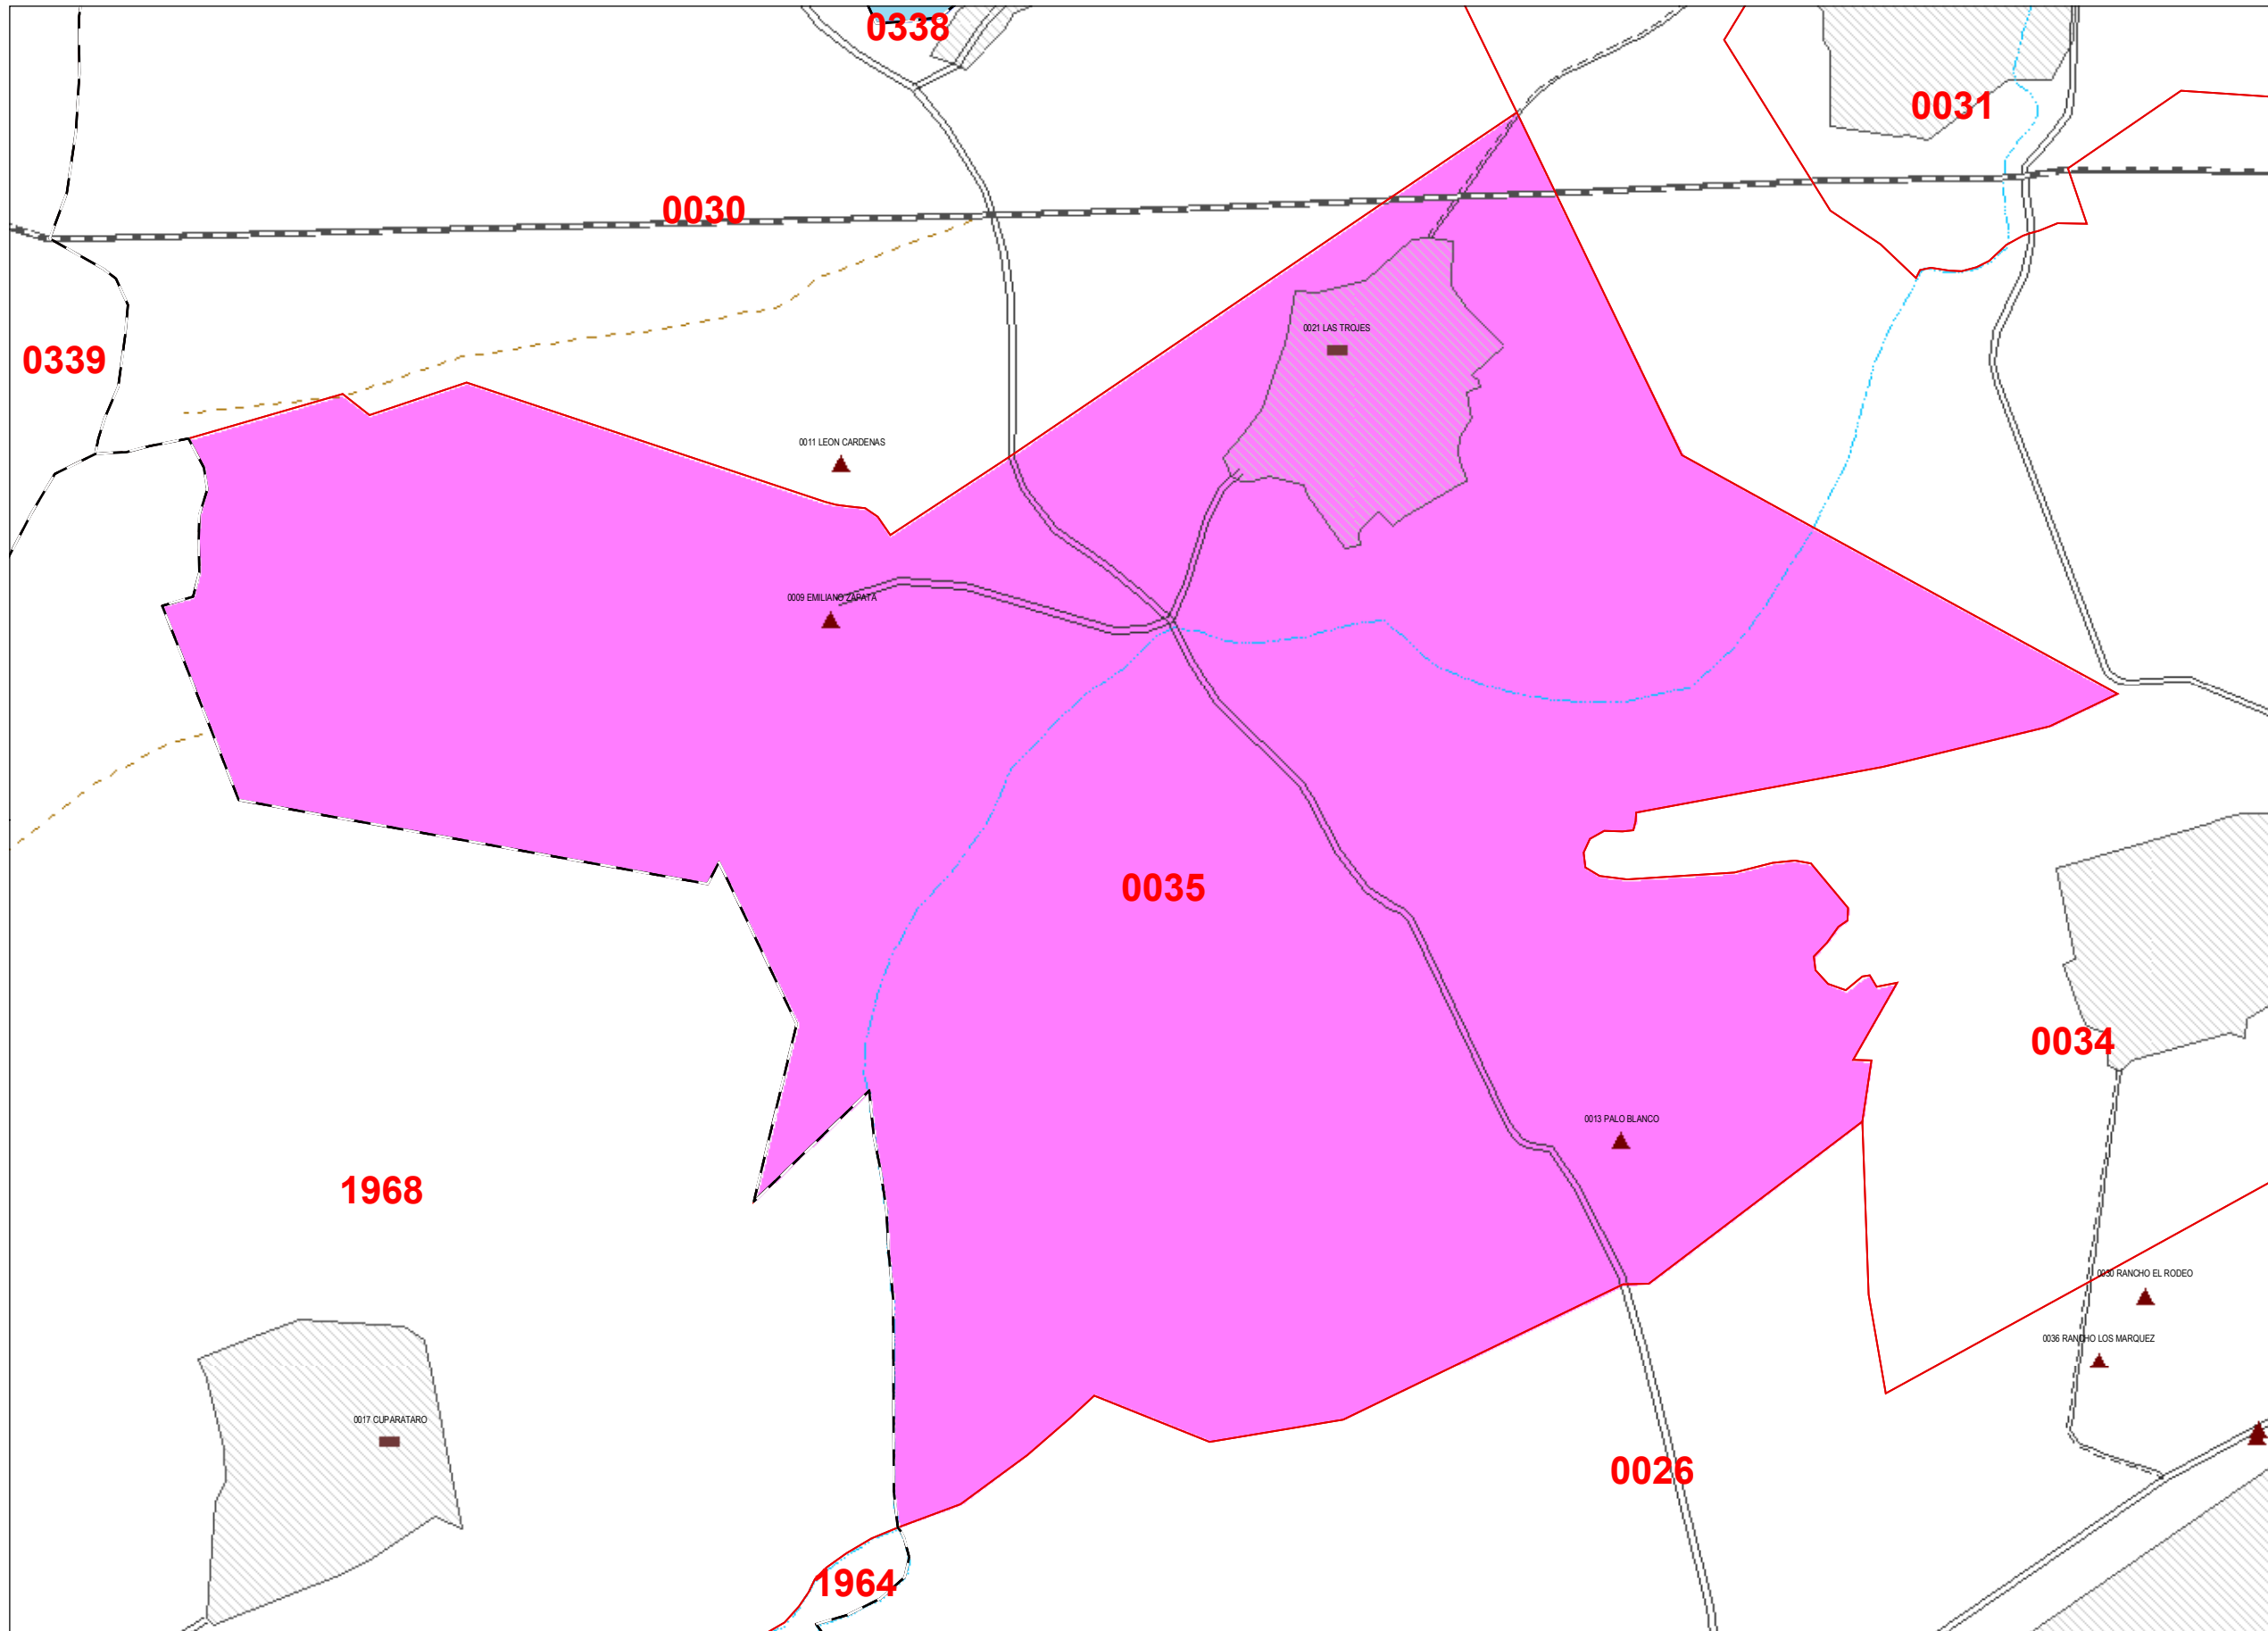 0338
0031
0030
0021 LAS TROJES
0339
0011 LEON CARDENAS
0009 EMILIANO ZAPATA
0035
0034
0013 PALO BLANCO
1968
0030 RANCHO EL RODEO
0036 RANCHO LOS MARQUEZ
0017 CUPARATARO
0026
1964